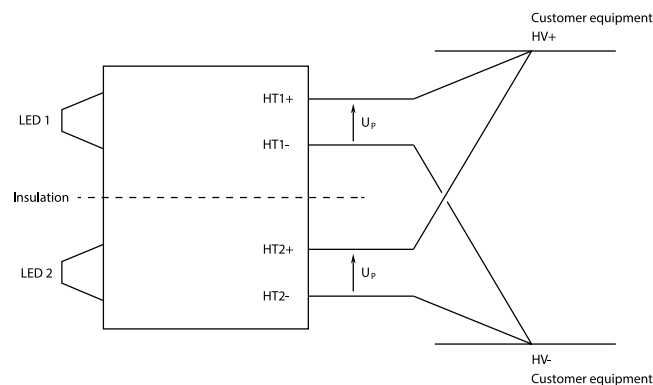 Customer equipment
HV+
HT1+
LED 1
U P
HT1-
Insulation
HT2+
LED 2
U P
HT2-
HV-
Customer equipment